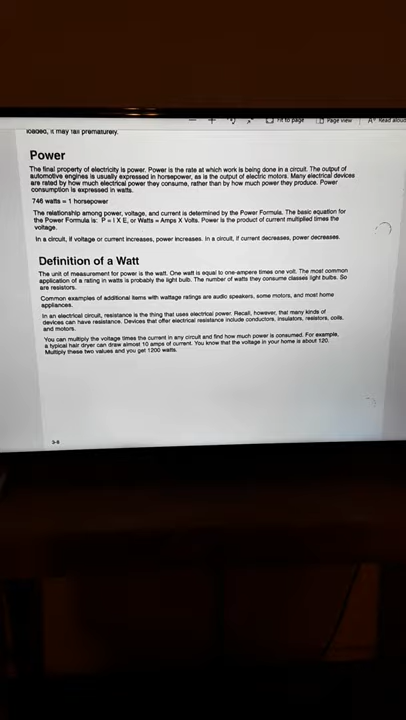 Fit to page
Page view
Read aloud
loaded, it may fail prematurely.
Power
The final property of electricity is power. Power is the rate at which work is being done in a circuit. The output of
automotive engines is usually expressed in horsepower, as is the output of electric motors. Many electrical devices
are rated by how much electrical power they consume, rather than by how much power they produce. Power
consumption is expressed in watts.
746 watts = 1 horsepower
The relationship among power, voltage, and current is determined by the Power Formula. The basic equation for
the Power Formula is: P = I X E, or Watts = Amps X Volts. Power is the product of current multiplied times the
voltage.
In a circuit, if voltage or current increases, power increases. In a circuit, if current decreases, power decreases.
Definition of a Watt
The unit of measurement for power is the watt. One watt is equal to one-ampere times one volt. The most common
application of a rating in watts is probably the light bulb. The number of watts they consume classes light bulbs. So
are resistors.
Common examples of additional items with wattage ratings are audio speakers, some motors, and most home
appliances.
In an electrical circuit, resistance is the thing that uses electrical power. Recall, however, that many kinds of
devices can have resistance. Devices that offer electrical resistance include conductors, insulators, resistors, coils,
and motors.
You can multiply the voltage times the current in any circuit and find how much power is consumed. For example,
a typical hair dryer can draw almost 10 amps of current. You know that the voltage in your home is about 120.
Multiply these two values and you get 1200 watts.
3-6